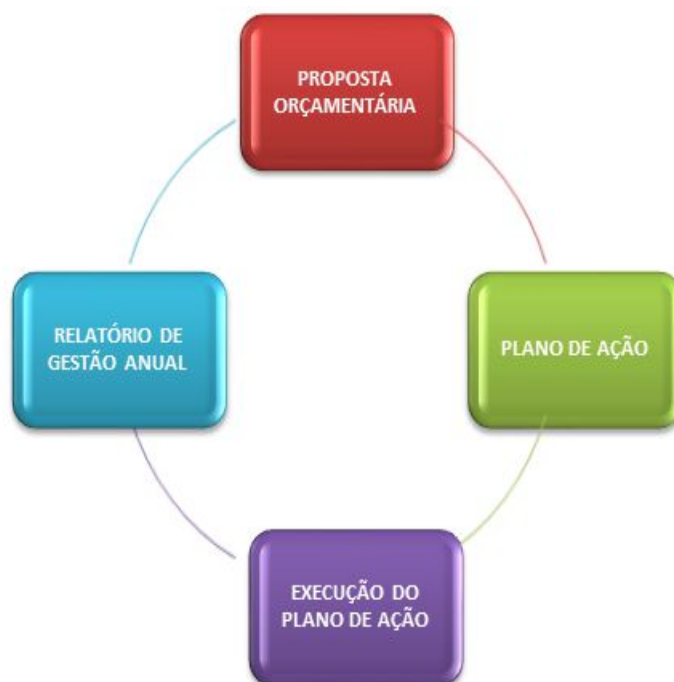 PROPOSTA
ORÇAMENTÁRIA
PLANO DE AÇÃO
EXECUÇÃO DO
PLANO DE AÇÃO
RELATÓRIO DE
GESTÃO ANUAL